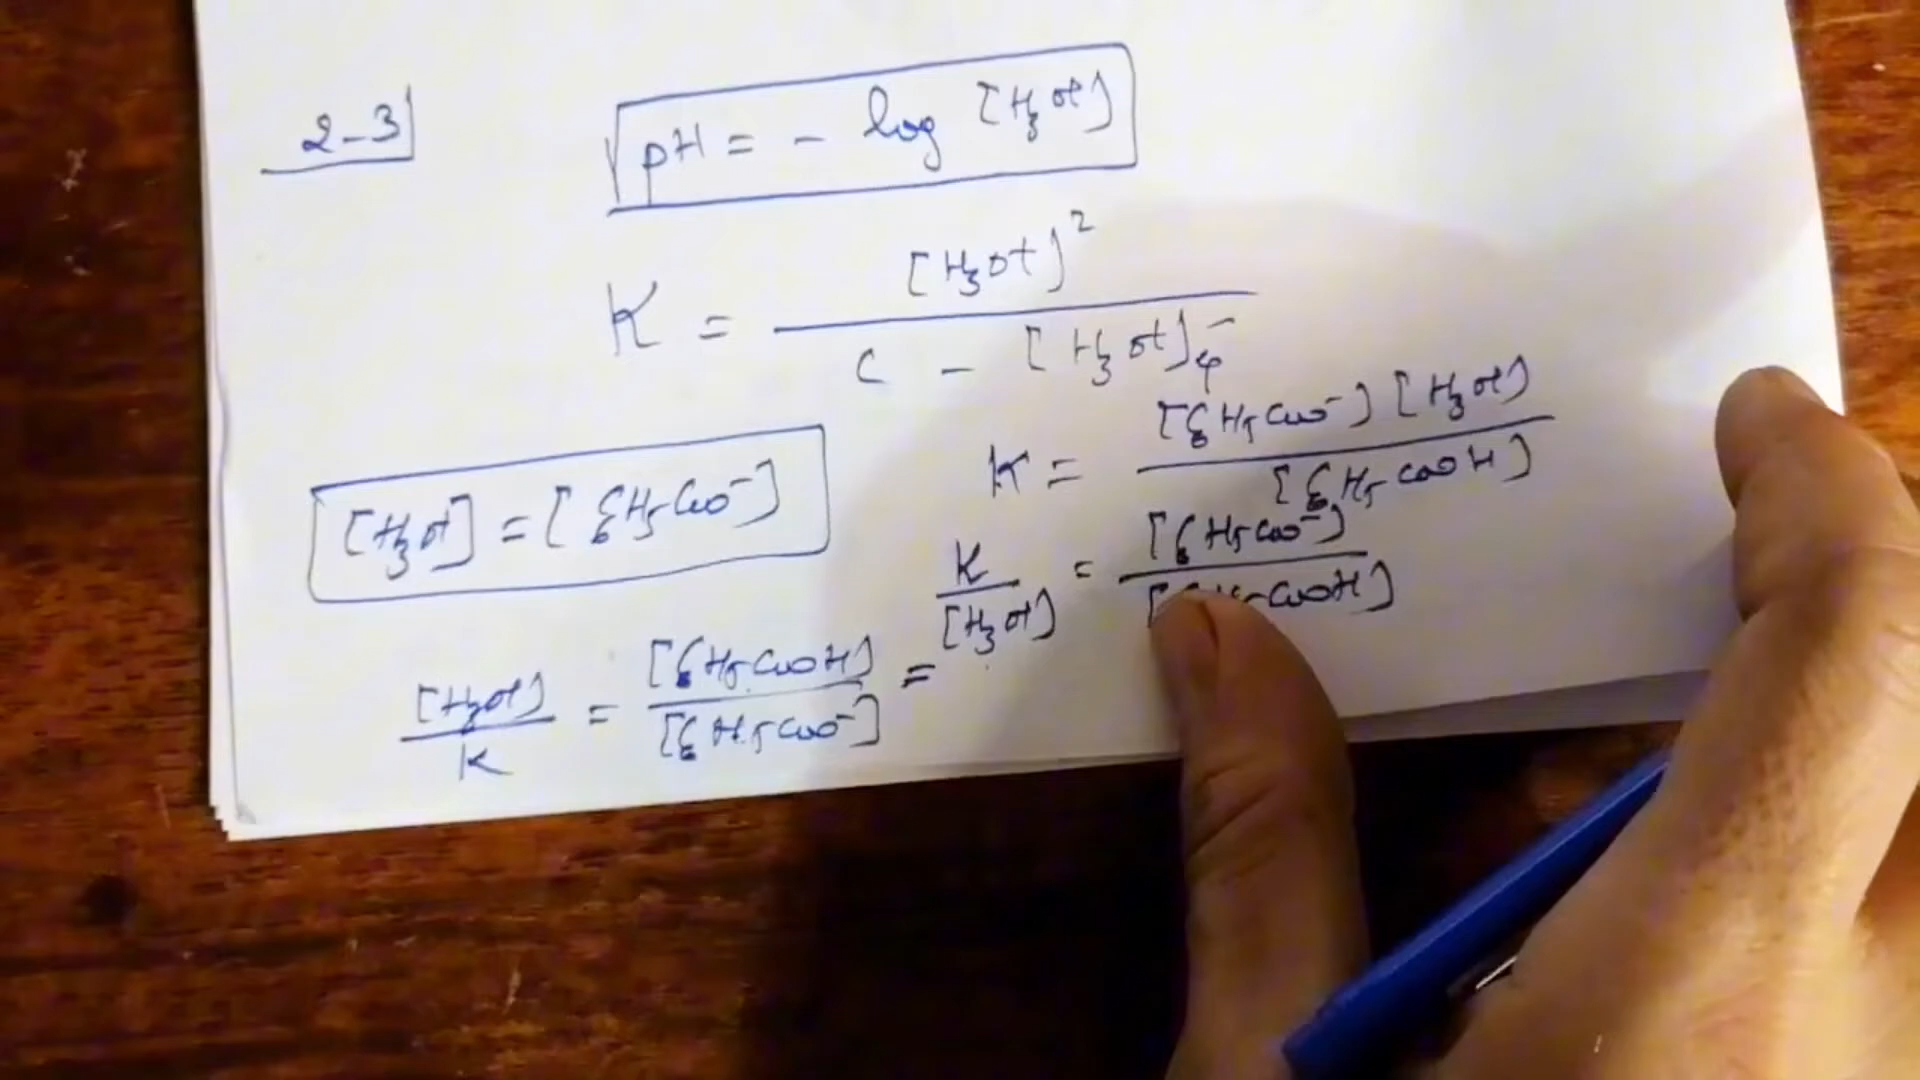 2-3
pH = - log [H3O+]
K = [H3O+]² / C - [H3O+]éq
K = [C6H5COO-] [H3O+] / [C6H5COOH]
[H3O+] = [C6H5COO-]
K / [H3O+] = [C6H5COO-] / [C6H5COOH]
[H3O+] / K = [C6H5COOH] / [C6H5COO-] =